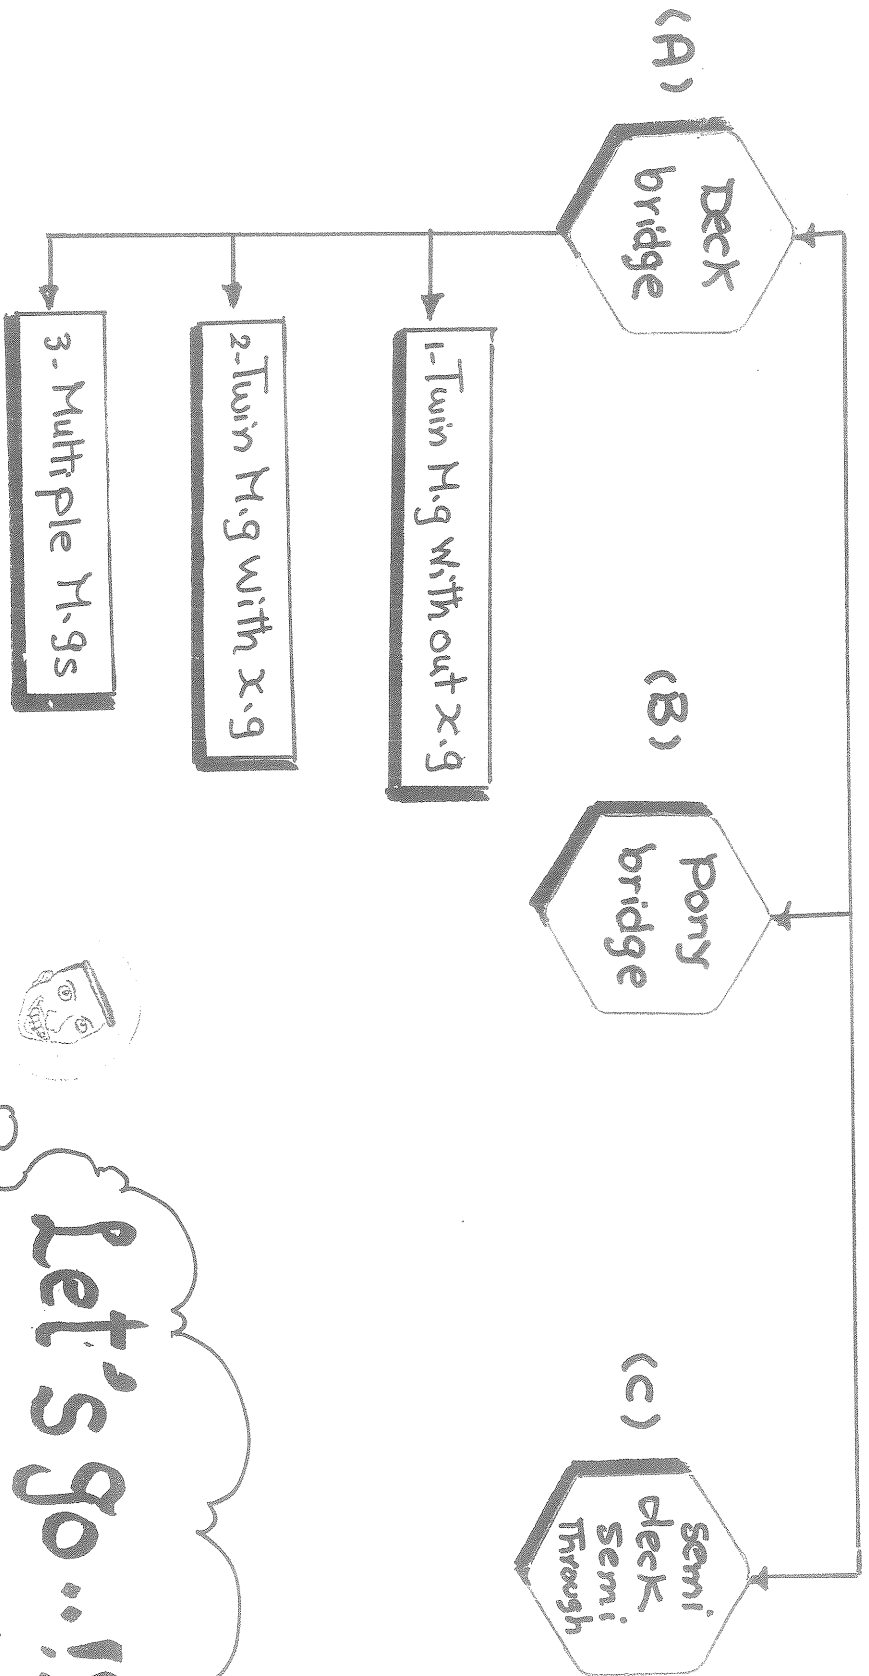 (A)
Deck
bridge
1-Twin M.g without x.g
2-Twin M.g with x.g
3-Multiple M.gs
(B)
Pony
bridge
(C)
Semi
deck
Semi
Through
Let's go..!